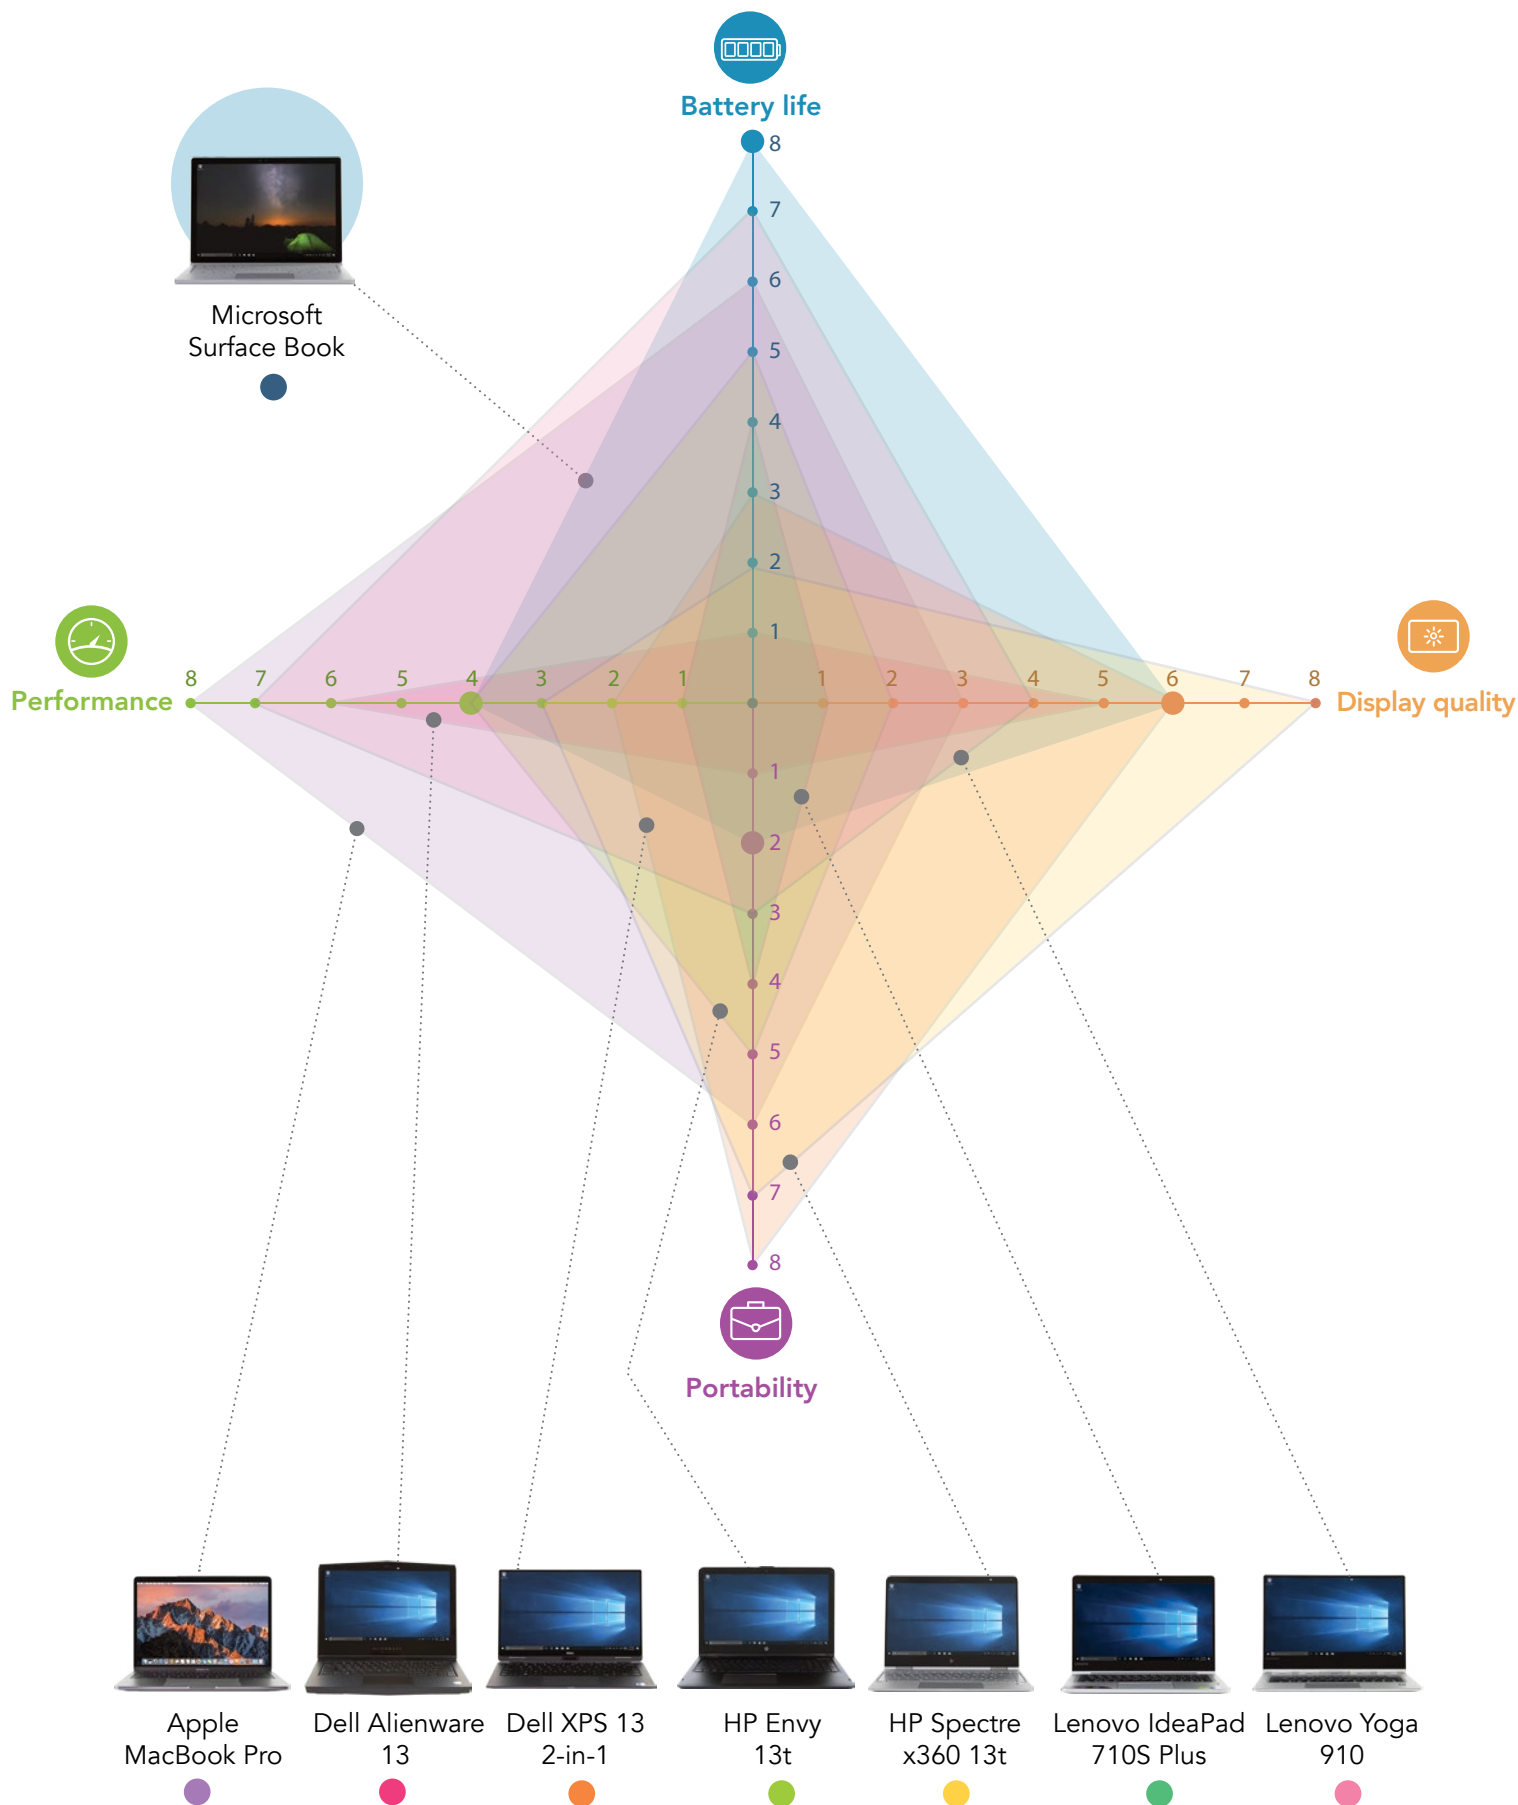 Battery life
8
7
6
5
4
3
2
1
Microsoft
Surface Book
Performance
8
7
6
5
4
3
2
1
1
2
3
4
5
6
7
8
Display quality
1
2
3
4
5
6
7
8
Portability
Apple
MacBook Pro
Dell Alienware
13
Dell XPS 13
2-in-1
HP Envy
13t
HP Spectre
x360 13t
Lenovo IdeaPad
710S Plus
Lenovo Yoga
910